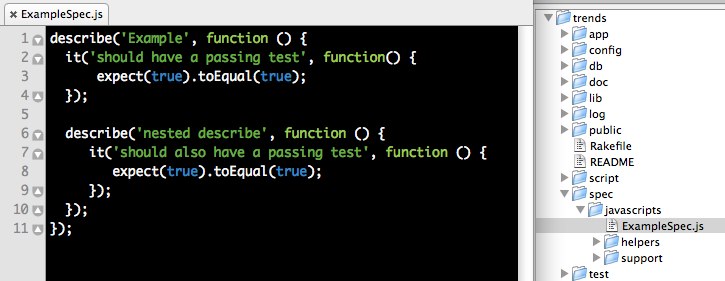 ExampleSpec.js
1 describe('Example', function () {
2   it('should have a passing test', function() {
3       expect(true).toEqual(true);
4   });
5
6   describe('nested describe', function () {
7     it('should also have a passing test', function () {
8       expect(true).toEqual(true);
9     });
10   });
11 });
trends
app
config
db
doc
lib
log
public
Rakefile
README
script
spec
javascripts
ExampleSpec.js
helpers
support
test